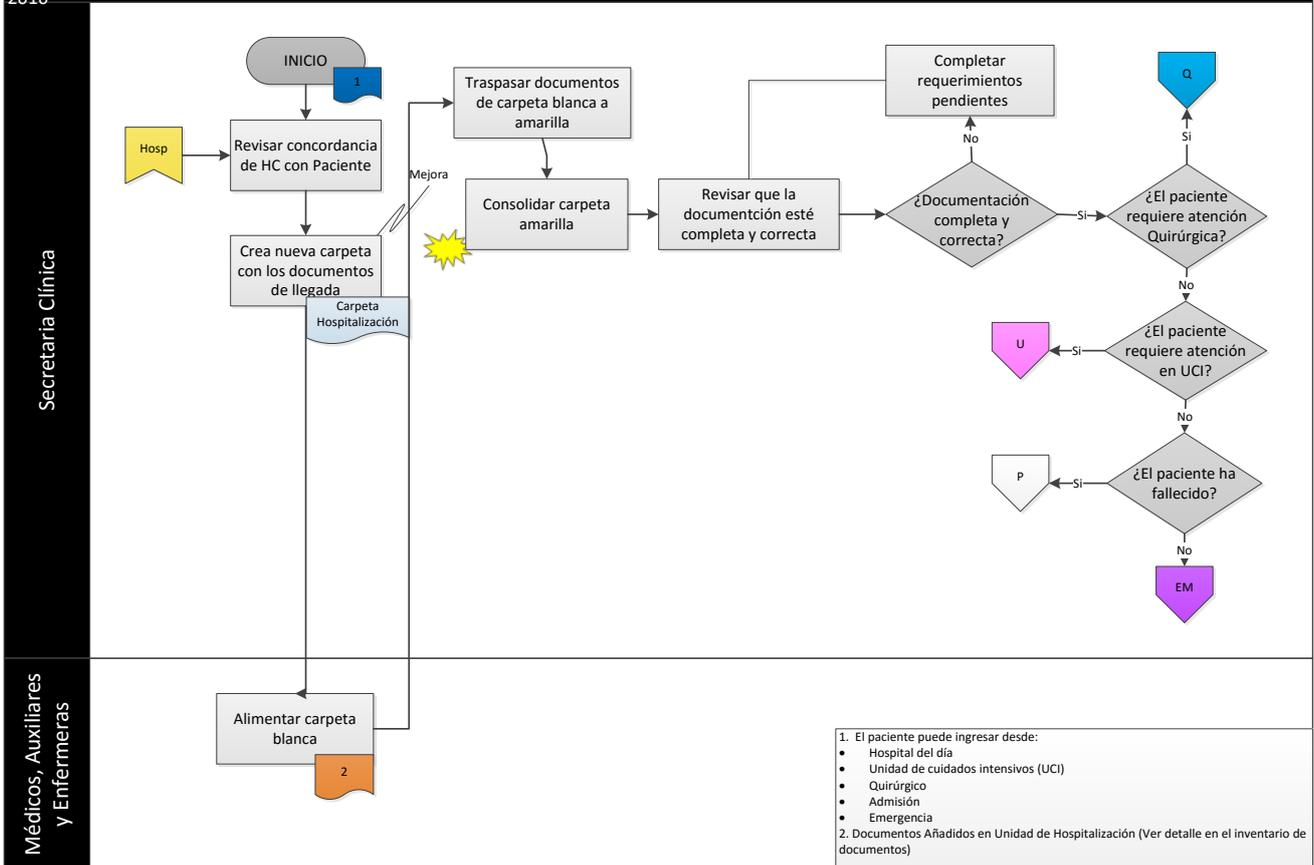 2016
INICIO
1
Hosp
Revisar concordancia
de HC con Paciente
Mejora
Crea nueva carpeta
con los documentos
de llegada
Carpeta
Hospitalización
Traspasar documentos
de carpeta blanca a
amarilla
Consolidar carpeta
amarilla
Revisar que la
documentción esté
completa y correcta
Completar
requerimientos
pendientes
No
¿Documentación
completa y
correcta?
Si
Q
Si
¿El paciente
requiere atención
Quirúrgica?
No
¿El paciente
requiere atención
en UCI?
Si
U
No
¿El paciente ha
fallecido?
Si
P
No
EM
Secretaria Clínica
Alimentar carpeta
blanca
2
Médicos, Auxiliares
y Enfermeras
1. El paciente puede ingresar desde:
• Hospital del día
• Unidad de cuidados intensivos (UCI)
• Quirúrgico
• Admisión
• Emergencia
2. Documentos Añadidos en Unidad de Hospitalización (Ver detalle en el inventario de
documentos)